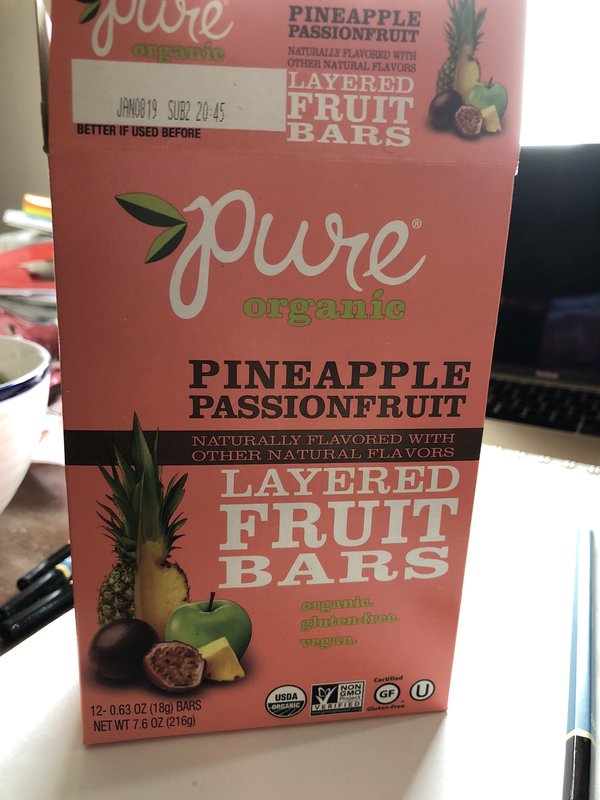 pure
organic
JAN0819 SUB2 20:45
BETTER IF USED BEFORE
PINEAPPLE
PASSIONFRUIT
NATURALLY FLAVORED WITH
OTHER NATURAL FLAVORS
LAYERED
FRUIT
BARS
pure®
organic
PINEAPPLE
PASSIONFRUIT
NATURALLY FLAVORED WITH
OTHER NATURAL FLAVORS
LAYERED
FRUIT
BARS
organic.
gluten-free.
vegan.
12- 0.63 OZ (18g) BARS
NET WT 7.6 OZ (216g)
USDA
ORGANIC
NON
GMO
Project
VERIFIED
Certified
GF
Gluten-Free
U